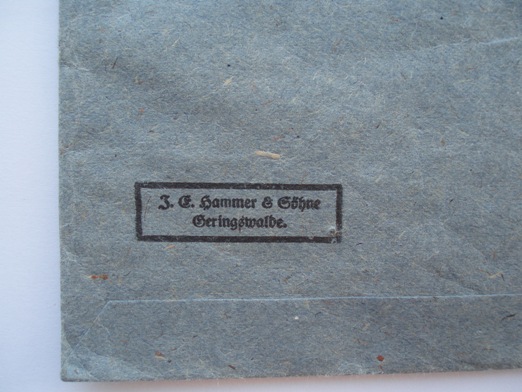 J. E. Hammer & Söhne
Geringswalde.